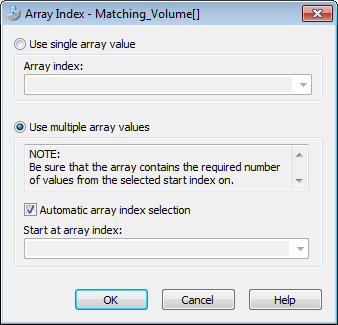 Array Index - Matching_Volume[]
Use single array value
Array index:
Use multiple array values
NOTE:
Be sure that the array contains the required number
of values from the selected start index on.
Automatic array index selection
Start at array index:
OK Cancel Help